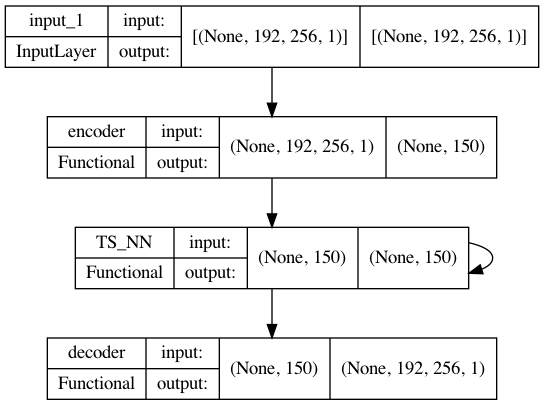 input_1 input: [(None, 192, 256, 1)] [(None, 192, 256, 1)]
InputLayer output:
encoder input: (None, 192, 256, 1) (None, 150)
Functional output:
TS_NN input: (None, 150) (None, 150)
Functional output:
decoder input: (None, 150) (None, 192, 256, 1)
Functional output: